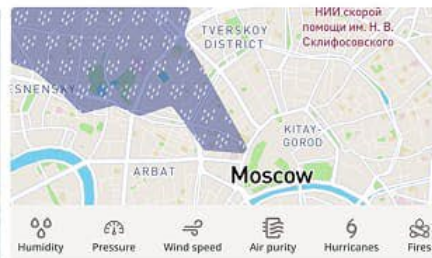 НИИ скорой
помощи им. Н. В.
Склифосовского
TVERSKOY
DISTRICT
SNENSKY
KITAY-
GOROD
ARBAT
Moscow
Humidity
Pressure
Wind speed
Air purity
Hurricanes
Fires